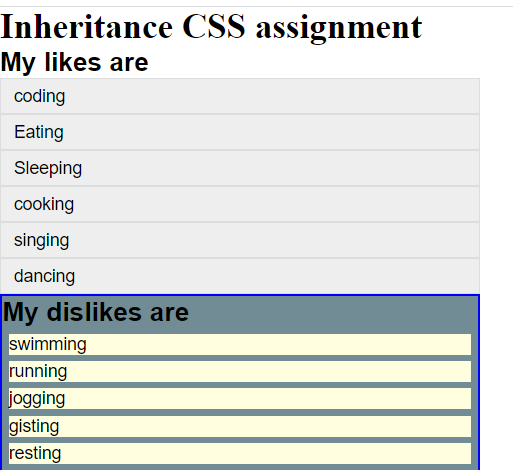 Inheritance CSS assignment
My likes are
coding
Eating
Sleeping
cooking
singing
dancing
My dislikes are
swimming
running
jogging
gisting
resting